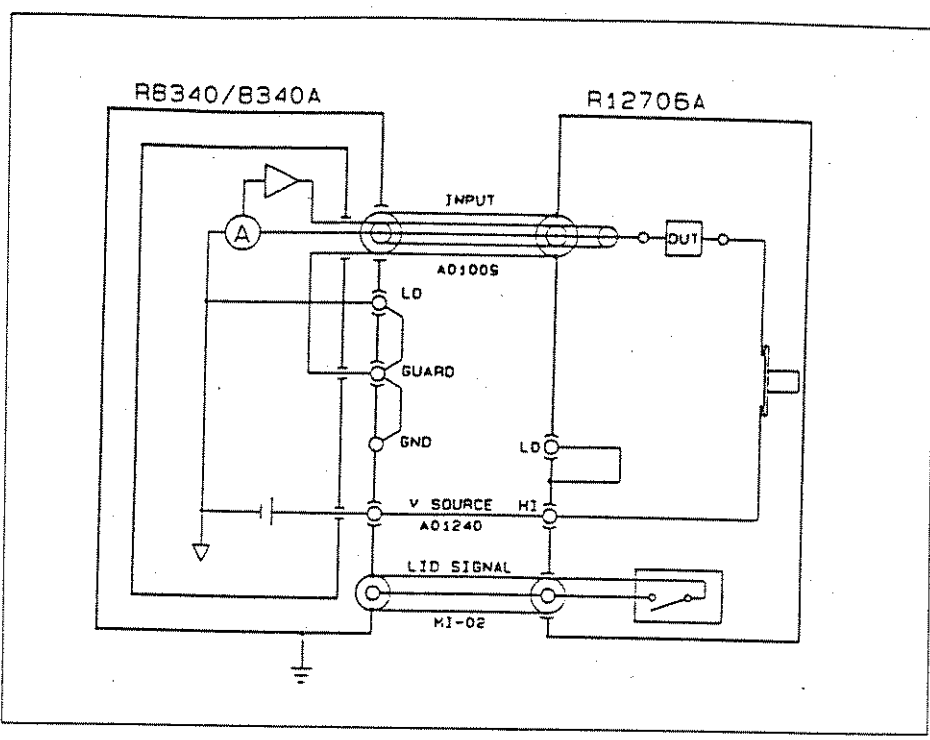 R8340/8340A
R12706A
INPUT
A
DUT
A01009
LO
GUARD
GND
LO
V SOURCE
HI
A01240
LID SIGNAL
MI-02